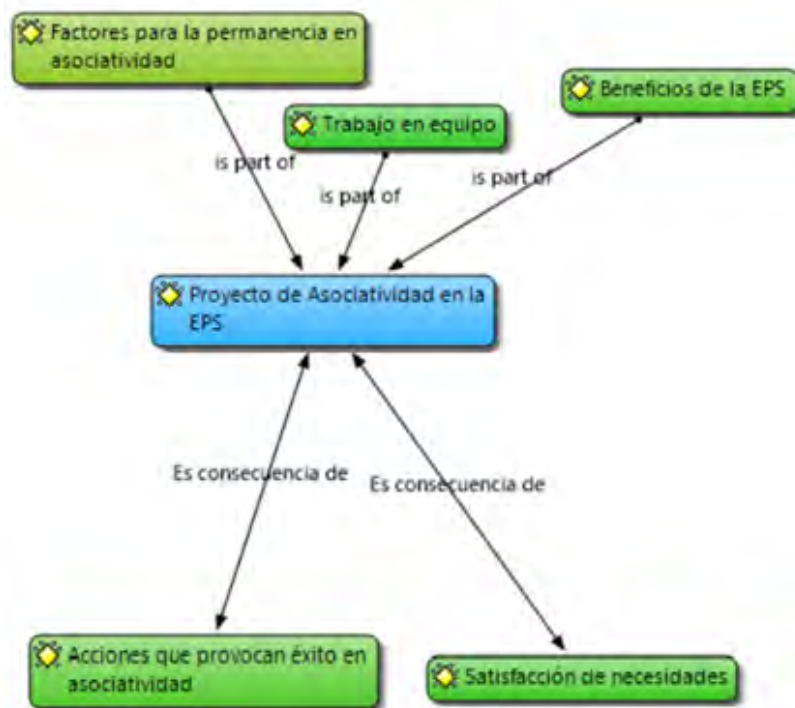 Factores para la permanencia en
asociatividad
Beneficios de la EPS
Trabajo en equipo
is part of
is part of
is part of
Proyecto de Asociatividad en la
EPS
Es consecuencia de
Es consecuencia de
Acciones que provocan éxito en
asociatividad
Satisfacción de necesidades